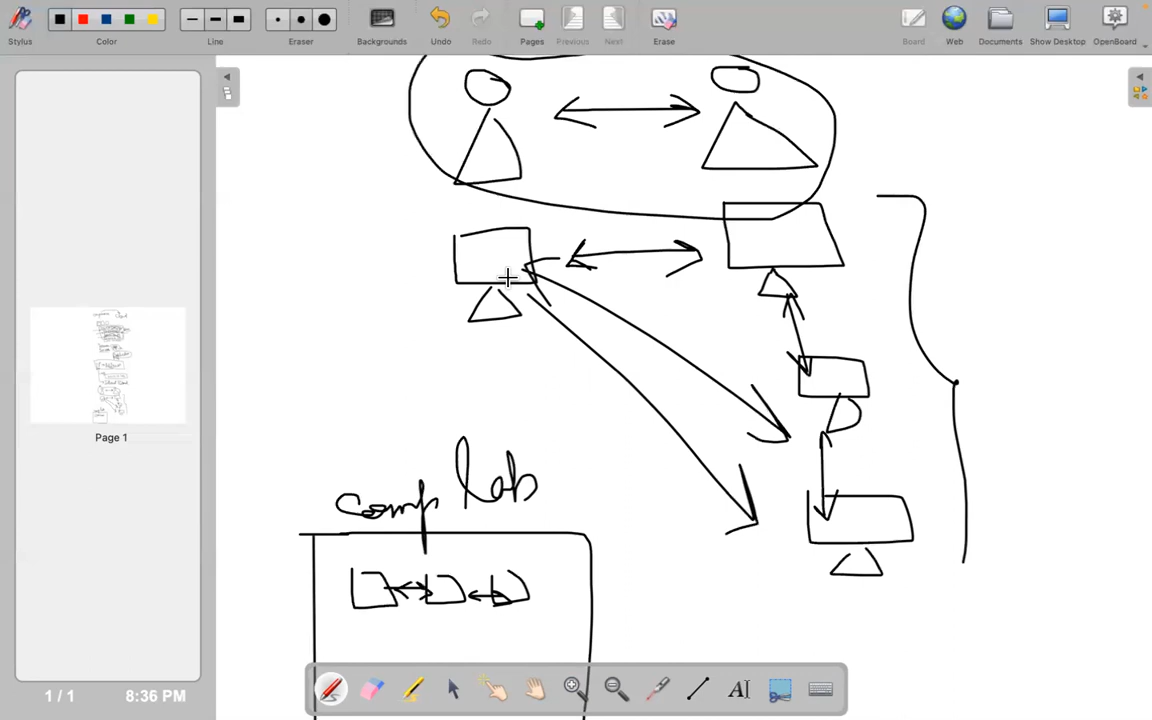 Stylus
Color
Line
Eraser
Backgrounds
Undo
Redo
Pages
Previous
Next
Erase
Board
Web
Documents
Show Desktop
OpenBoard
Page 1
comp lab
1 / 1
8:36 PM